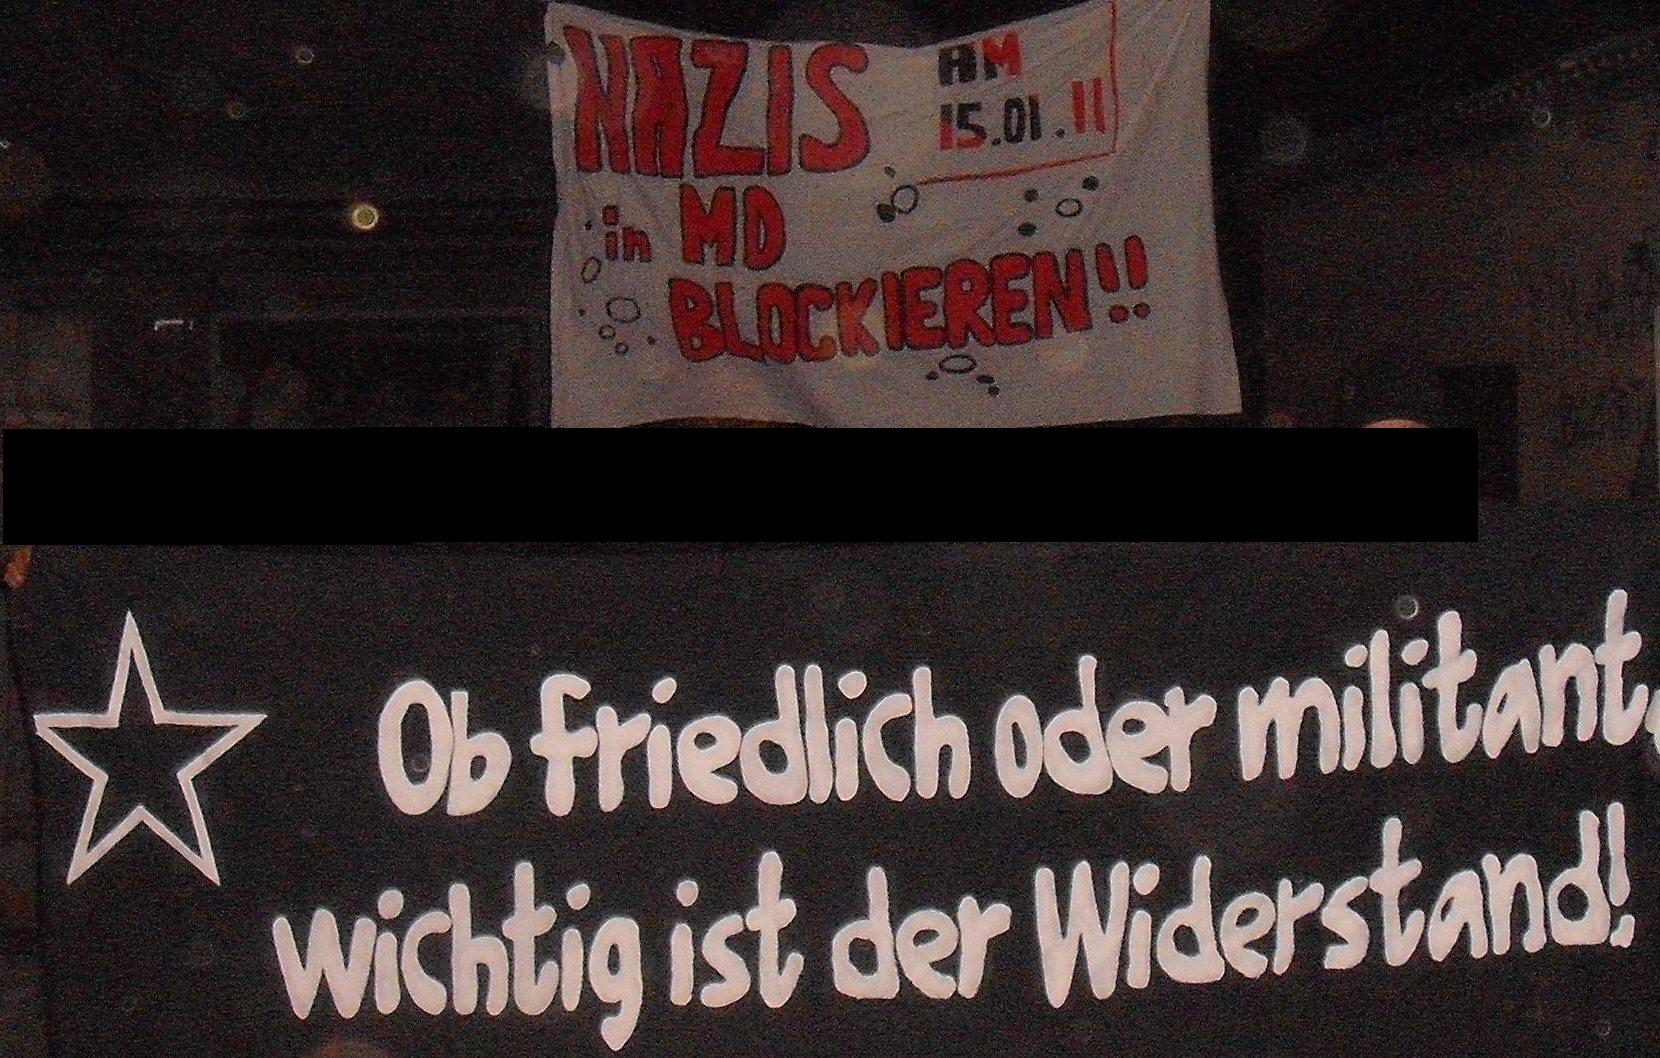 NAZIS
AM
15.01.11
in MD
BLOCKIEREN!!
Ob friedlich oder militant,
wichtig ist der Widerstand!